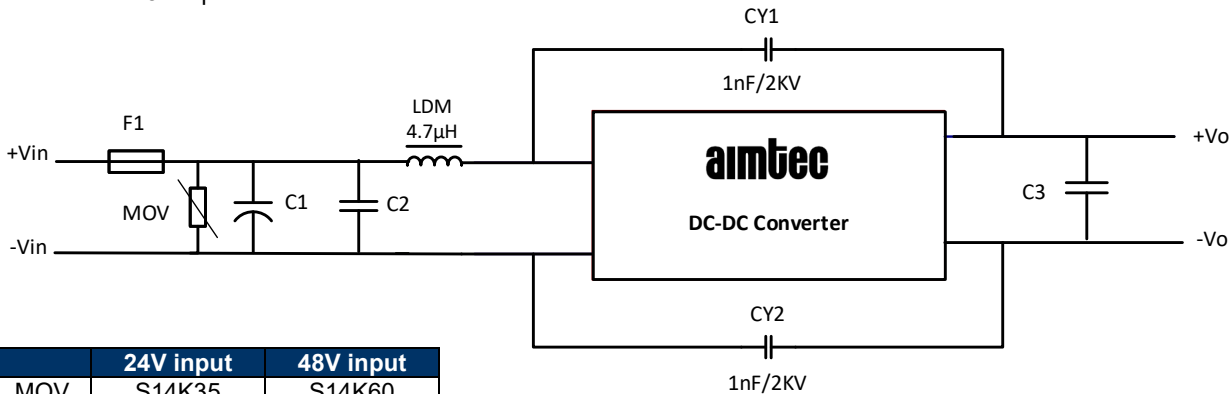 CY1
1nF/2KV
LDM
4.7µH
F1
+Vin
MOV
C1
C2
-Vin
aimtec
DC-DC Converter
+Vo
C3
-Vo
CY2
1nF/2KV
24V input 48V input
MOV S14K35 S14K60